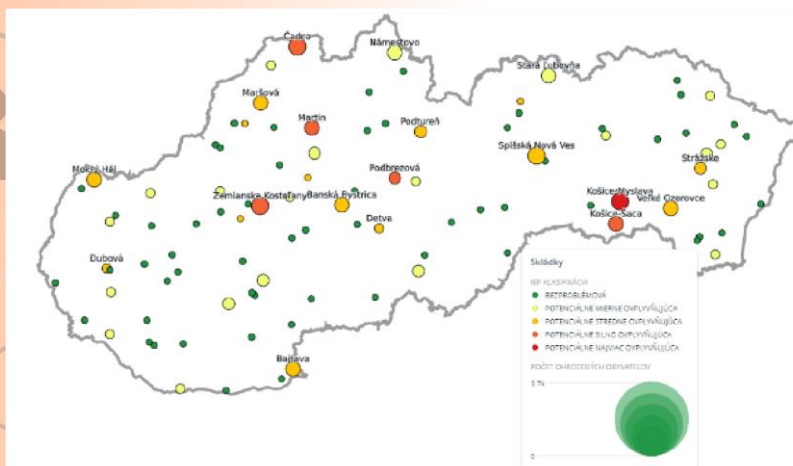 Čadca
Námestovo
Stará Ľubovňa
Maršová
Martin
Podtureň
Spišská Nová Ves
Strážske
Mokrý Háj
Podbrezová
Zemianske Kostoľany
Banská Bystrica
Košice-Myslava
Veľké Ozorovce
Detva
Košice-Šaca
Dubová
Bajtava
Skládky
BEZPROBLÉMOVÁ
POTENCIÁLNE MIERNE OVPLYVŇUJÚCA
POTENCIÁLNE STREDNE OVPLYVŇUJÚCA
POTENCIÁLNE SILNO OVPLYVŇUJÚCA
POTENCIÁLNE NAJVIAC OVPLYVŇUJÚCA
POČET OHROZENÝCH OBYVATEĽOV
0